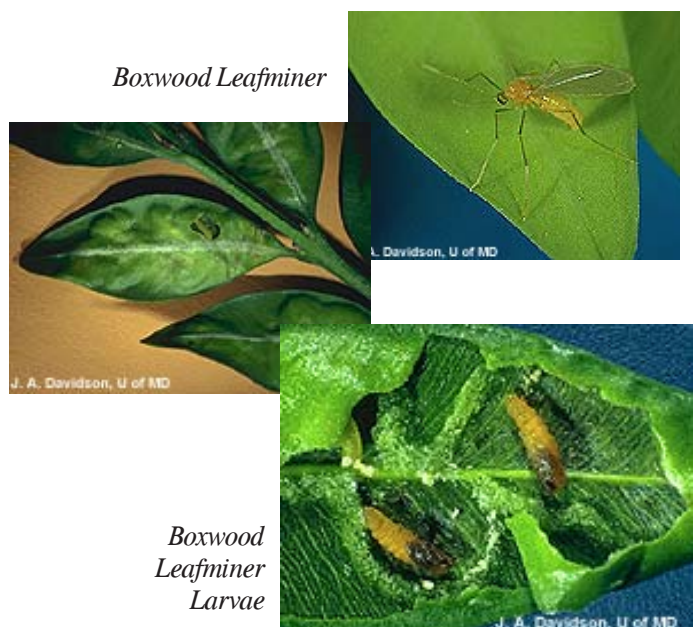 Boxwood Leafminer
A. Davidson, U of MD
J. A. Davidson, U of MD
Boxwood
Leafminer
Larvae
J. A. Davidson, U of MD